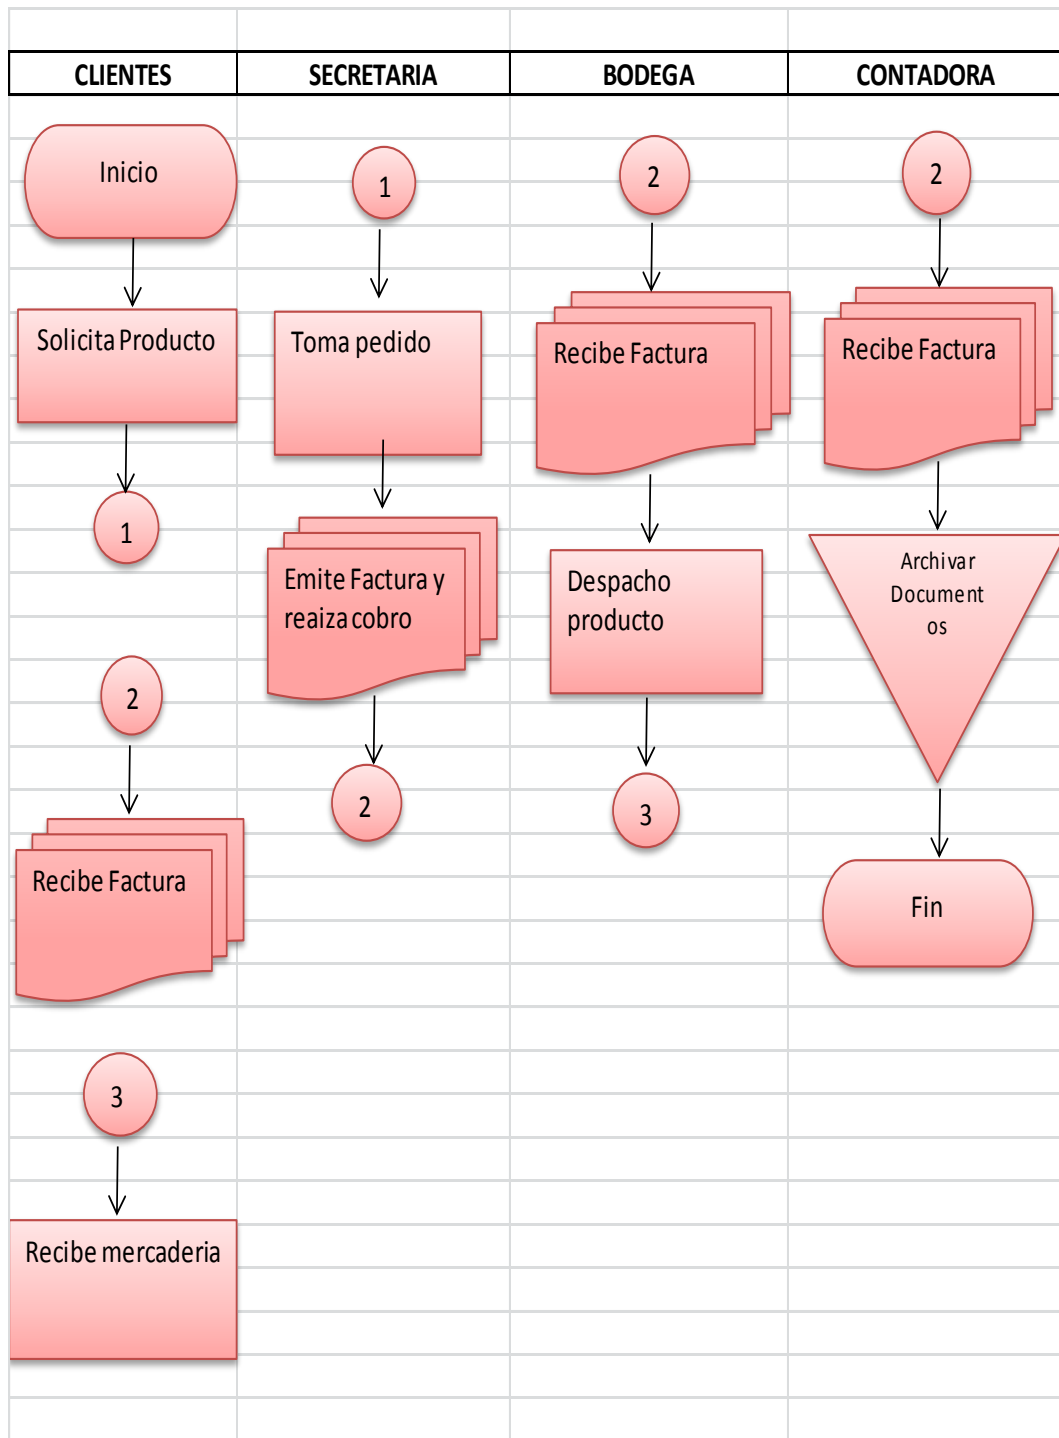 CLIENTES
SECRETARIA
BODEGA
CONTADORA
Inicio
Solicita Producto
1
2
Recibe Factura
3
Recibe mercaderia
1
Toma pedido
Emite Factura y
reaiza cobro
2
2
Recibe Factura
Despacho
producto
3
2
Recibe Factura
Archivar
Document
os
Fin